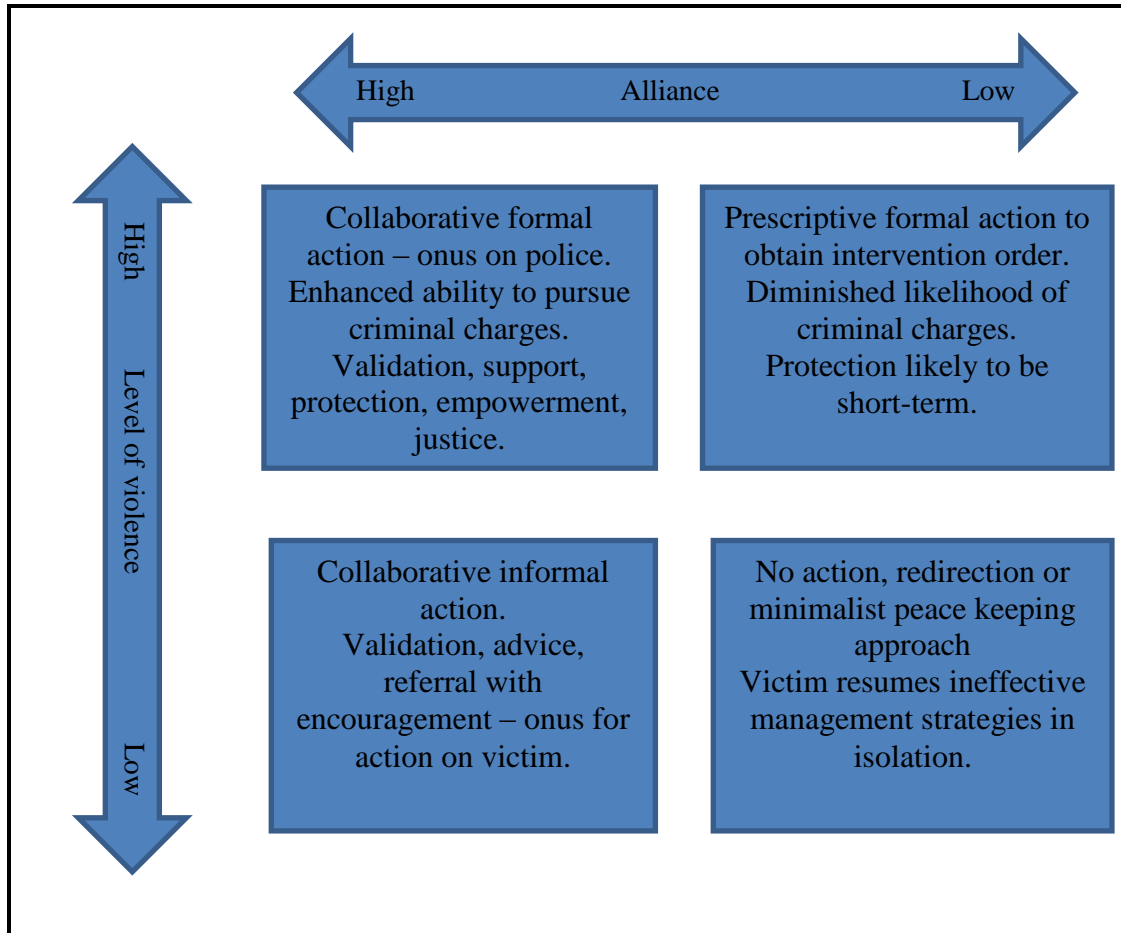 High Alliance Low
High
Level of violence
Low
Collaborative formal
action – onus on police.
Enhanced ability to pursue
criminal charges.
Validation, support,
protection, empowerment,
justice.
Prescriptive formal action to
obtain intervention order.
Diminished likelihood of
criminal charges.
Protection likely to be
short-term.
Collaborative informal
action.
Validation, advice,
referral with
encouragement – onus for
action on victim.
No action, redirection or
minimalist peace keeping
approach
Victim resumes ineffective
management strategies in
isolation.